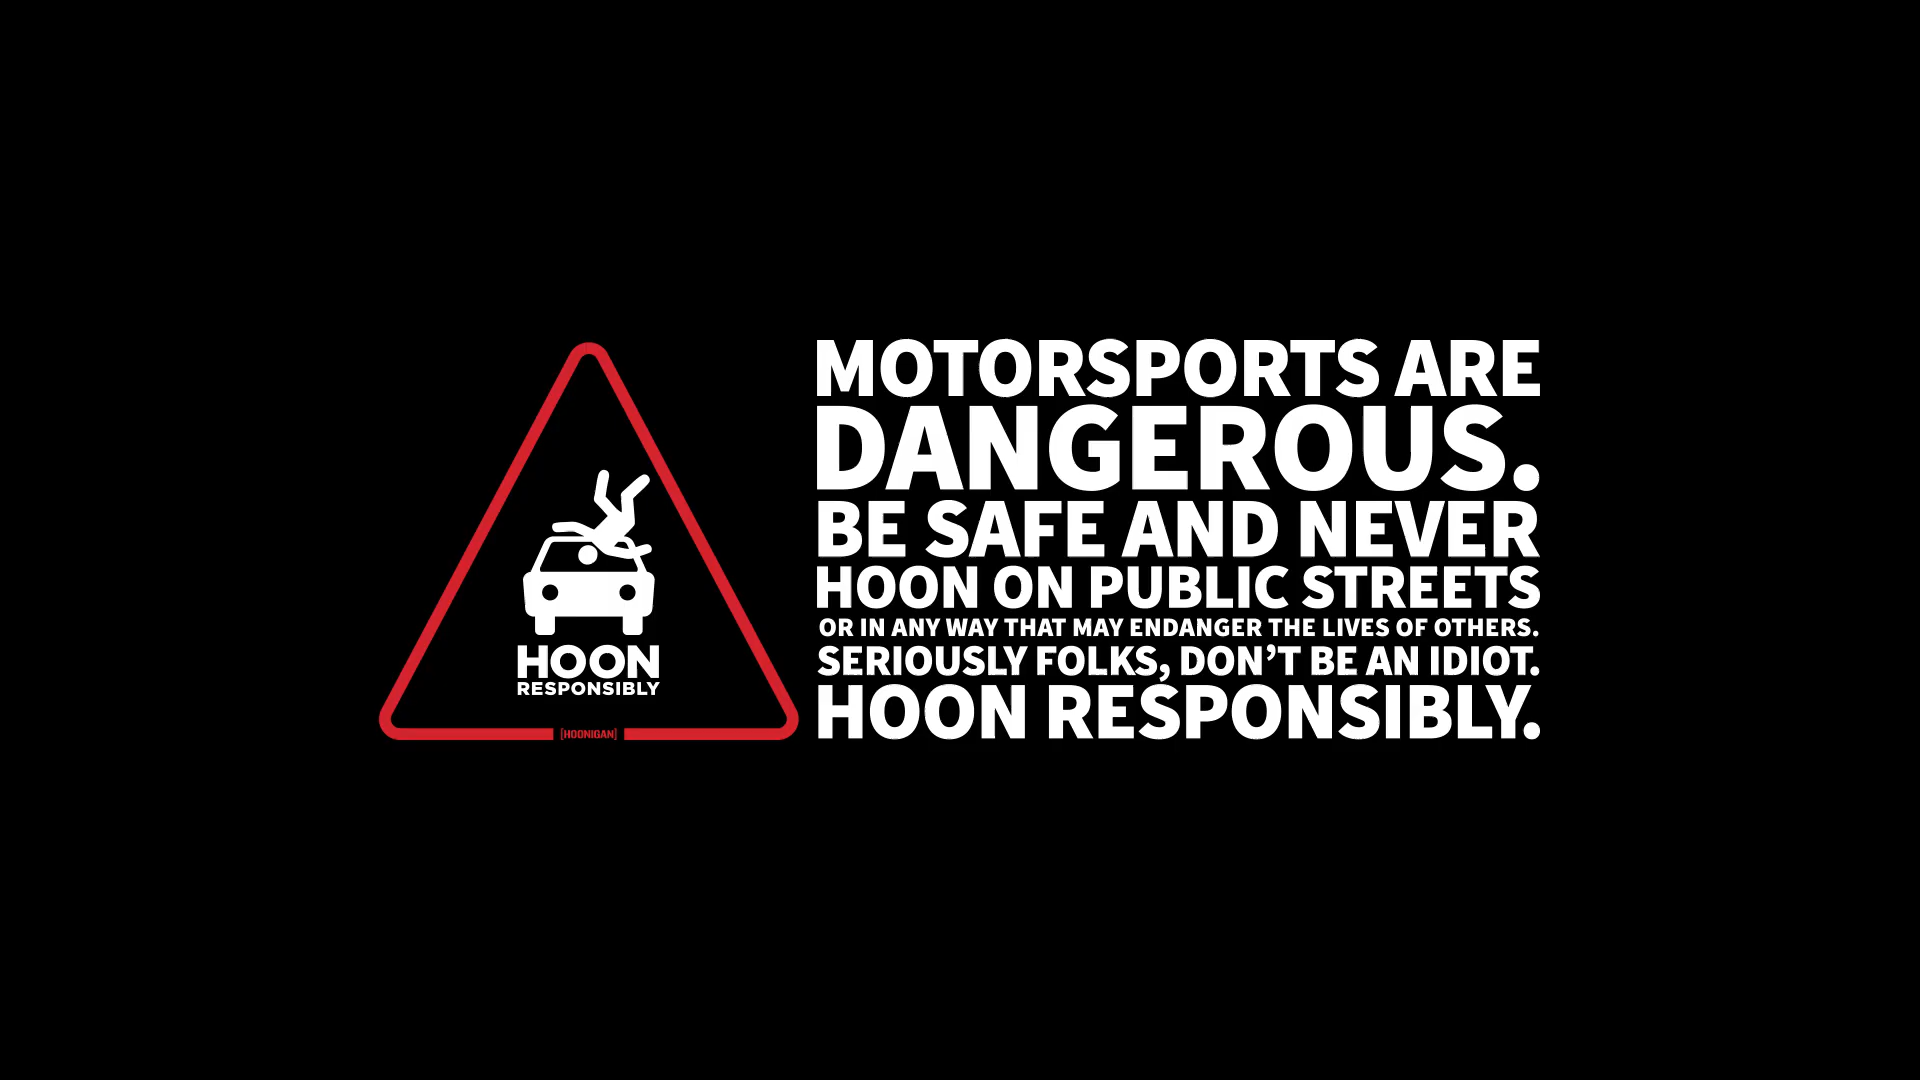 HOON
RESPONSIBLY
[HOONIGAN]
MOTORSPORTS ARE
DANGEROUS.
BE SAFE AND NEVER
HOON ON PUBLIC STREETS
OR IN ANY WAY THAT MAY ENDANGER THE LIVES OF OTHERS.
SERIOUSLY FOLKS, DON’T BE AN IDIOT.
HOON RESPONSIBLY.